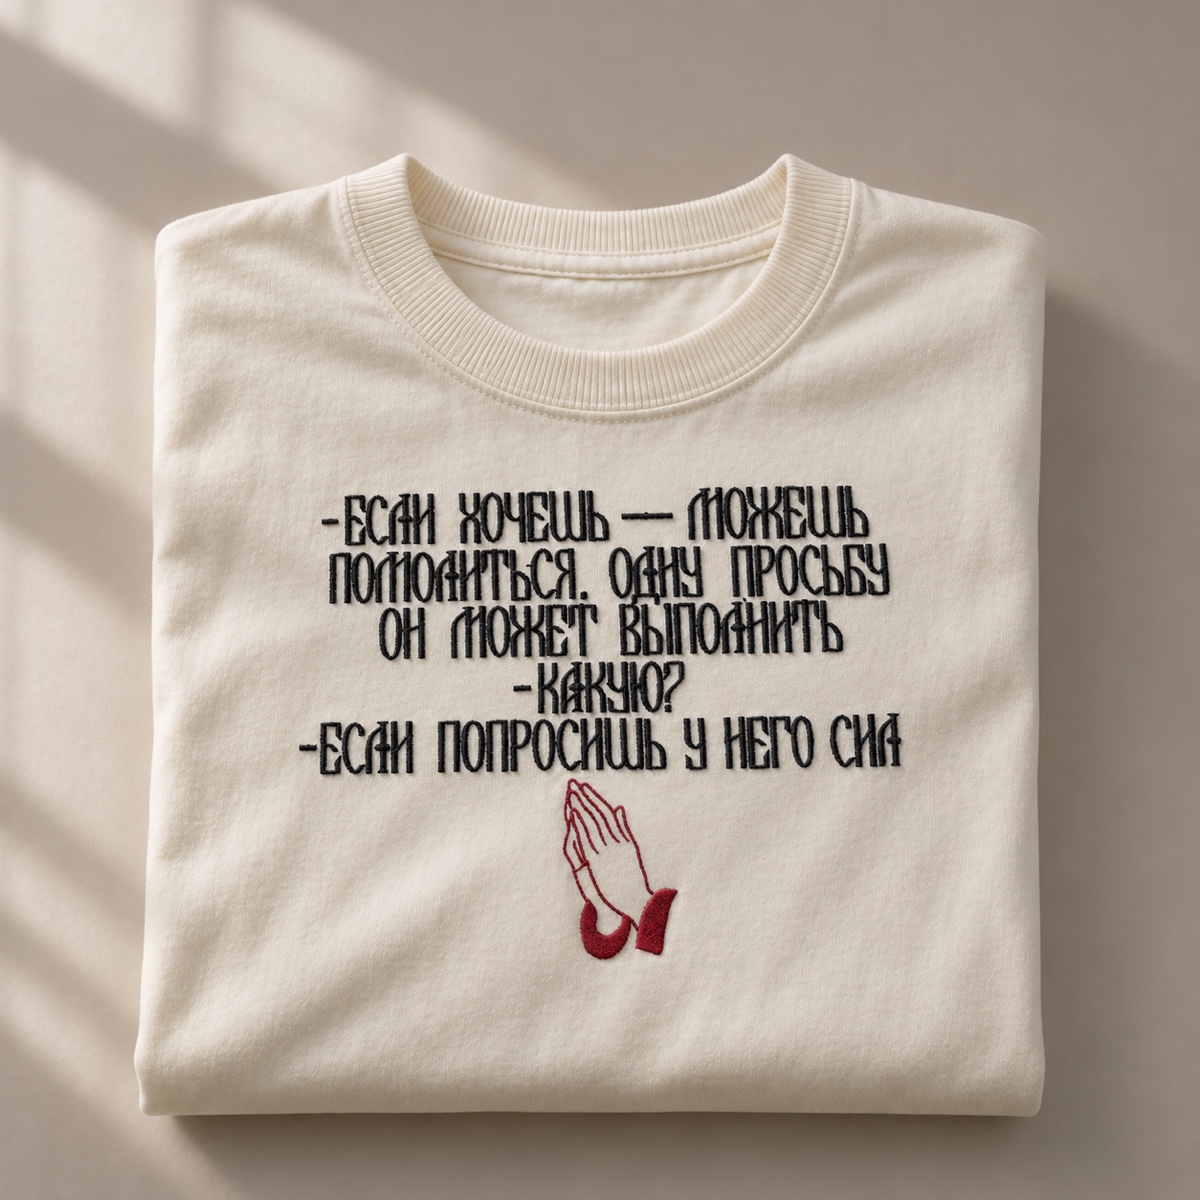 -ЕСЛИ ХОЧЕШЬ — МОЖЕШЬ
ПОМОЛИТЬСЯ. ОДНУ ПРОСЬБУ
ОН МОЖЕТ ВЫПОЛНИТЬ
-КАКУЮ?
-ЕСЛИ ПОПРОСИШЬ У НЕГО СИЛ